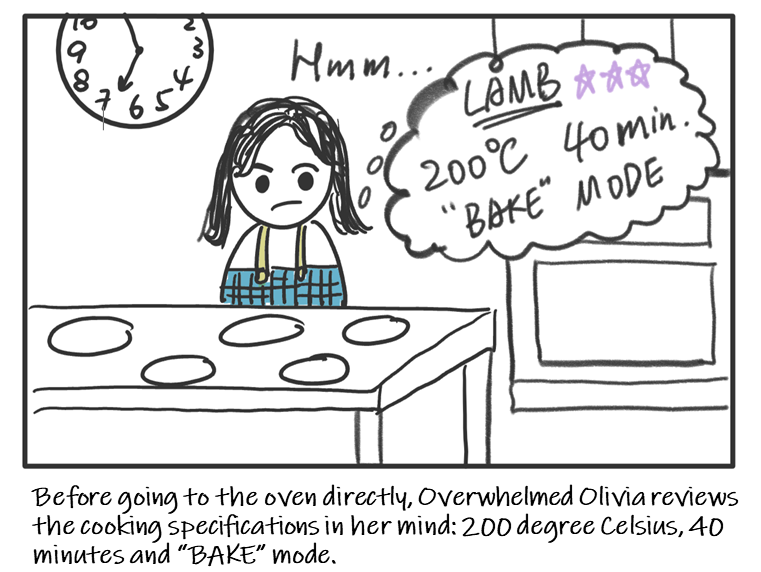 10 2
9 3
8 4
7 6 5
Hmm...
LAMB ☆☆☆
200°C 40min.
"BAKE" MODE
Before going to the oven directly, Overwhelmed Olivia reviews
the cooking specifications in her mind: 200 degree Celsius, 40
minutes and "BAKE" mode.